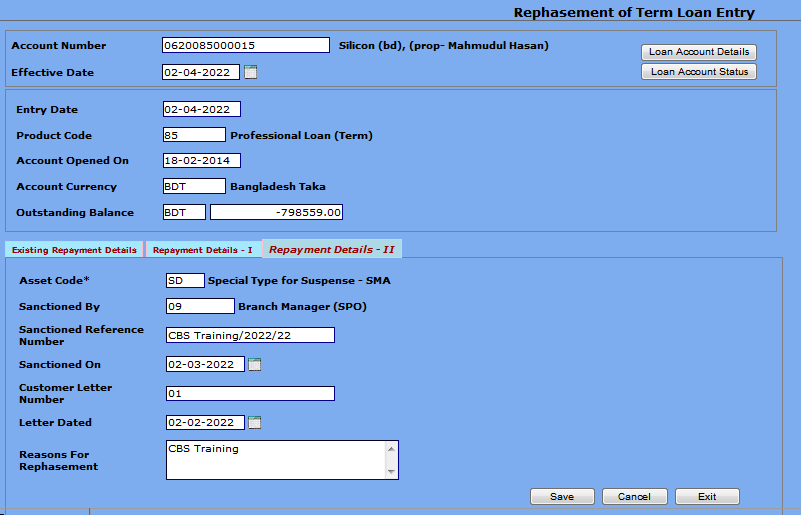 Rephasement of Term Loan Entry
Account Number 0620085000015 Silicon (bd), (prop- Mahmudul Hasan) Loan Account Details
Effective Date 02-04-2022 Loan Account Status
Entry Date 02-04-2022
Product Code 85 Professional Loan (Term)
Account Opened On 18-02-2014
Account Currency BDT Bangladesh Taka
Outstanding Balance BDT -798559.00
Existing Repayment Details Repayment Details - I Repayment Details - II
Asset Code* SD Special Type for Suspense - SMA
Sanctioned By 09 Branch Manager (SPO)
Sanctioned Reference
Number CBS Training/2022/22
Sanctioned On 02-03-2022
Customer Letter
Number 01
Letter Dated 02-02-2022
Reasons For
Rephasement CBS Training
Save Cancel Exit